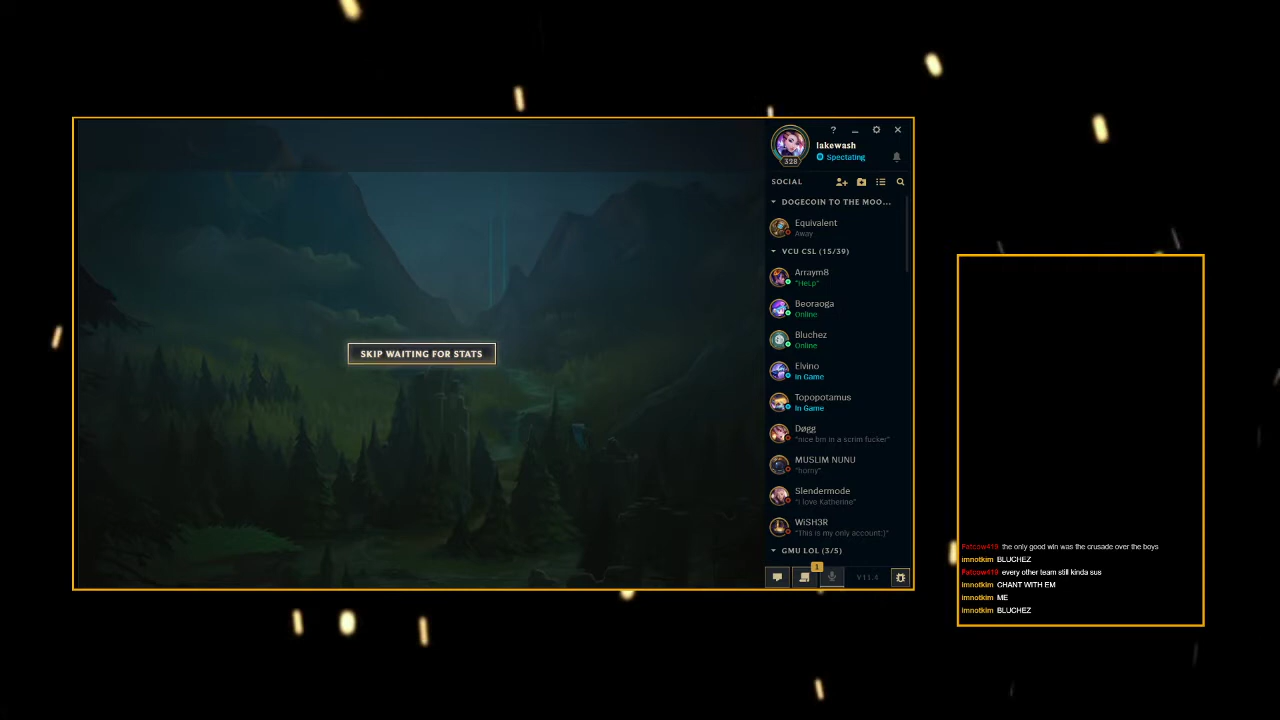 lakewash
328
Spectating
SOCIAL
DOGECOIN TO THE MOO...
Equivalent
Away
VCU CSL (15/39)
Arraym8
"HeLp"
Beoraoga
Online
Bluchez
Online
Elvino
In Game
Topopotamus
In Game
Døgg
"nice bm in a scrim fucker"
MUSLIM NUNU
"horny"
Slendermode
"I love Katherine"
WiSH3R
"This is my only account:)"
GMU LOL (3/5)
1
V11.6
SKIP WAITING FOR STATS
Fatcow419 the only good win was the crusade over the boys
imnotkim BLUCHEZ
Fatcow419 every other team still kinda sus
imnotkim CHANT WITH EM
imnotkim ME
imnotkim BLUCHEZ